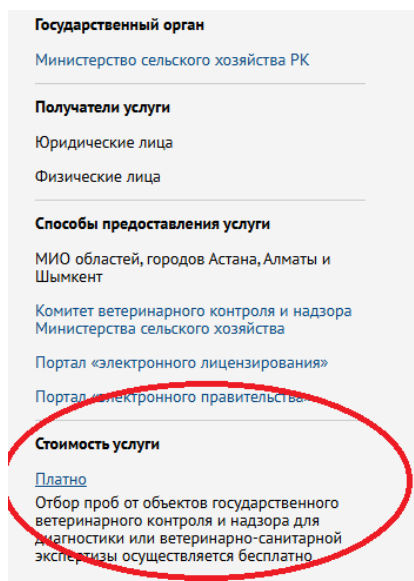 Государственный орган
Министерство сельского хозяйства РК
Получатели услуги
Юридические лица
Физические лица
Способы предоставления услуги
МИО областей, городов Астана, Алматы и
Шымкент
Комитет ветеринарного контроля и надзора
Министерства сельского хозяйства
Портал «электронного лицензирования»
Портал «электронного правительства»
Стоимость услуги
Платно
Отбор проб от объектов государственного
ветеринарного контроля и надзора для
диагностики или ветеринарно-санитарной
экспертизы осуществляется бесплатно.